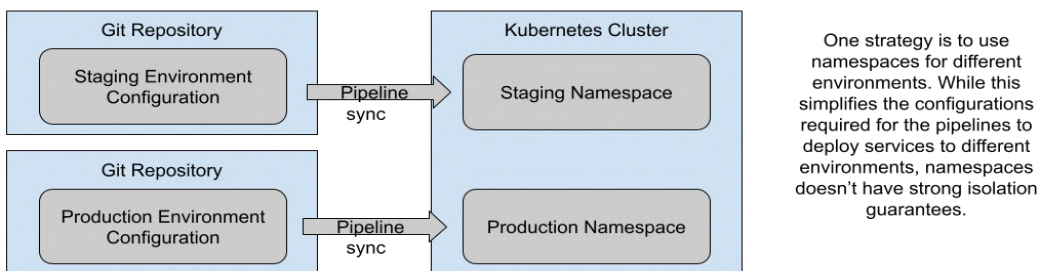 Git Repository
Staging Environment
Configuration
Pipeline
sync
Kubernetes Cluster
Staging Namespace
Git Repository
Production Environment
Configuration
Pipeline
sync
Production Namespace
One strategy is to use
namespaces for different
environments. While this
simplifies the configurations
required for the pipelines to
deploy services to different
environments, namespaces
doesn’t have strong isolation
guarantees.